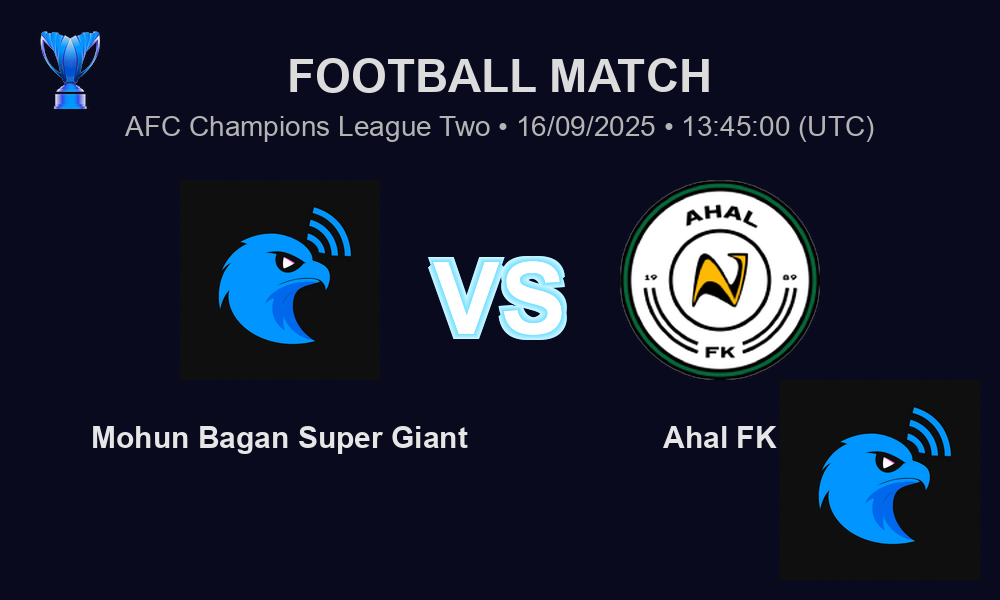 FOOTBALL MATCH
AFC Champions League Two • 16/09/2025 • 13:45:00 (UTC)
VS
AHAL
19 89
FK
Mohun Bagan Super Giant
Ahal FK